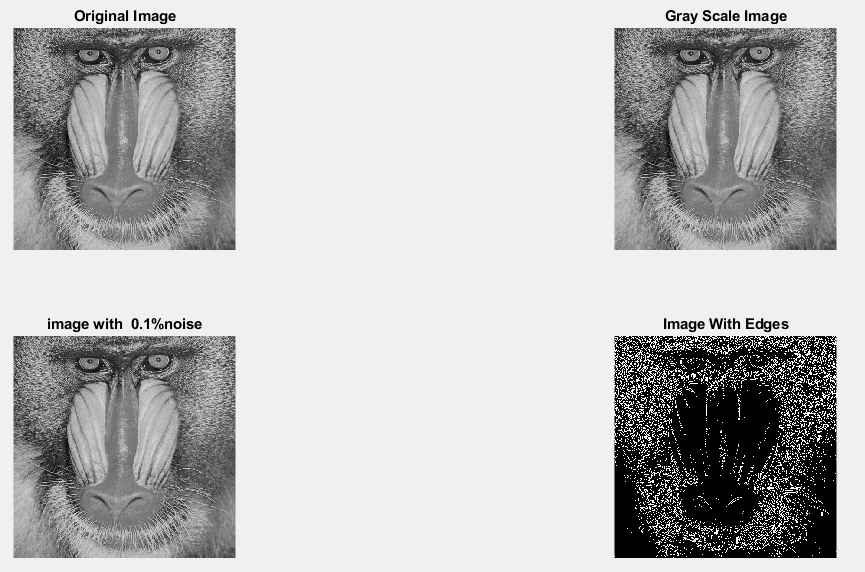 Original Image
Gray Scale Image
image with  0.1%noise
Image With Edges